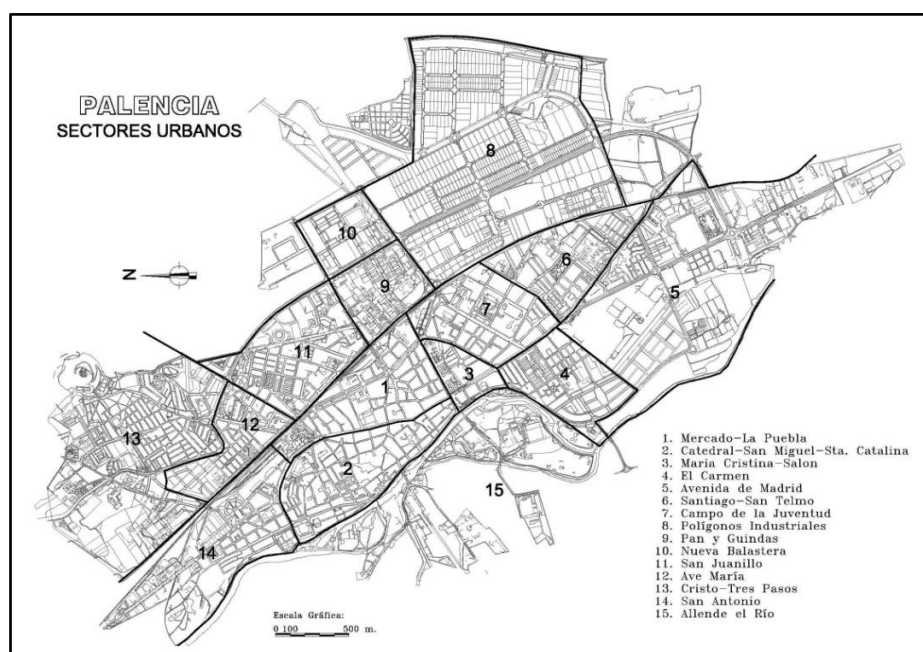 PALENCIA
SECTORES URBANOS
N
8
10
9
6
7
5
11
1
3
4
12
13
2
15
14
1. Mercado-La Puebla
2. Catedral-San Miguel-Sta. Catalina
3. María Cristina-Salon
4. El Carmen
5. Avenida de Madrid
6. Santiago-San Telmo
7. Campo de la Juventud
8. Polígonos Industriales
9. Pan y Guindas
10. Nueva Balastera
11. San Juanillo
12. Ave María
13. Cristo-Tres Pasos
14. San Antonio
15. Allende el Río
Escala Gráfica:
0 100 500 m.